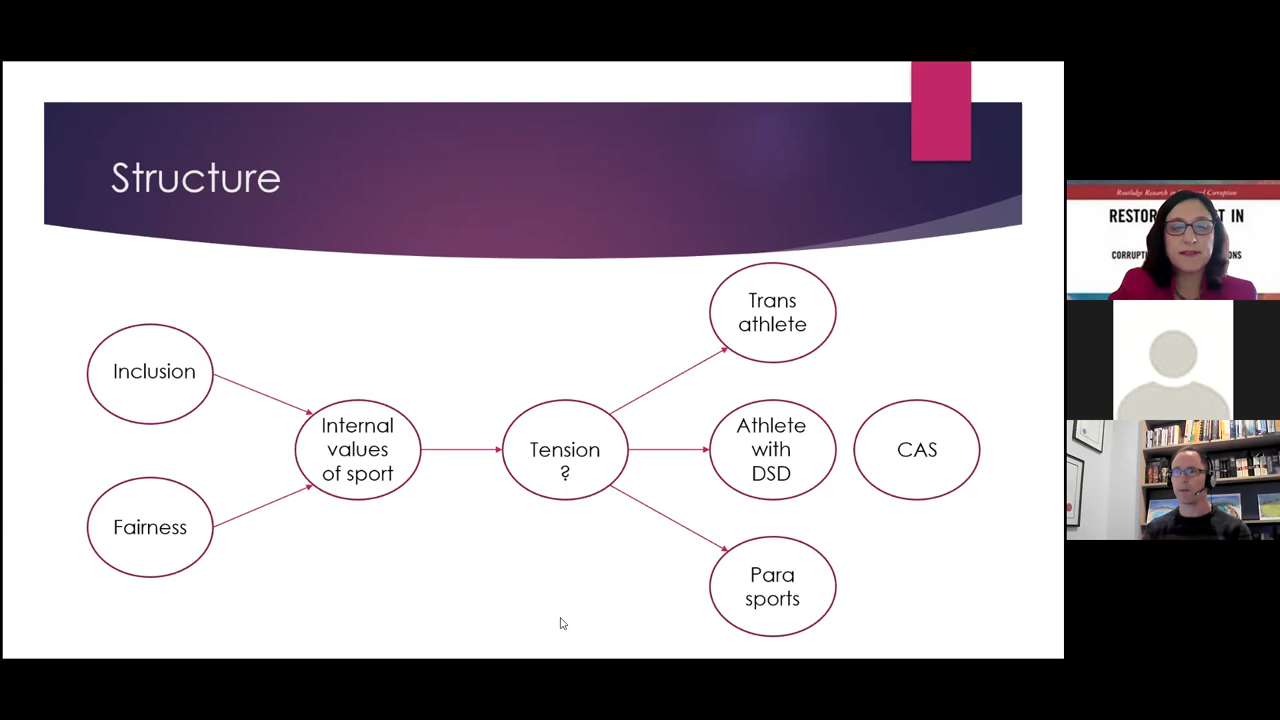 Structure
Inclusion
Fairness
Internal
values
of sport
Tension
?
Trans
athlete
Athlete
with
DSD
Para
sports
CAS
RESTOR
T IN
CORRUPT
ONS